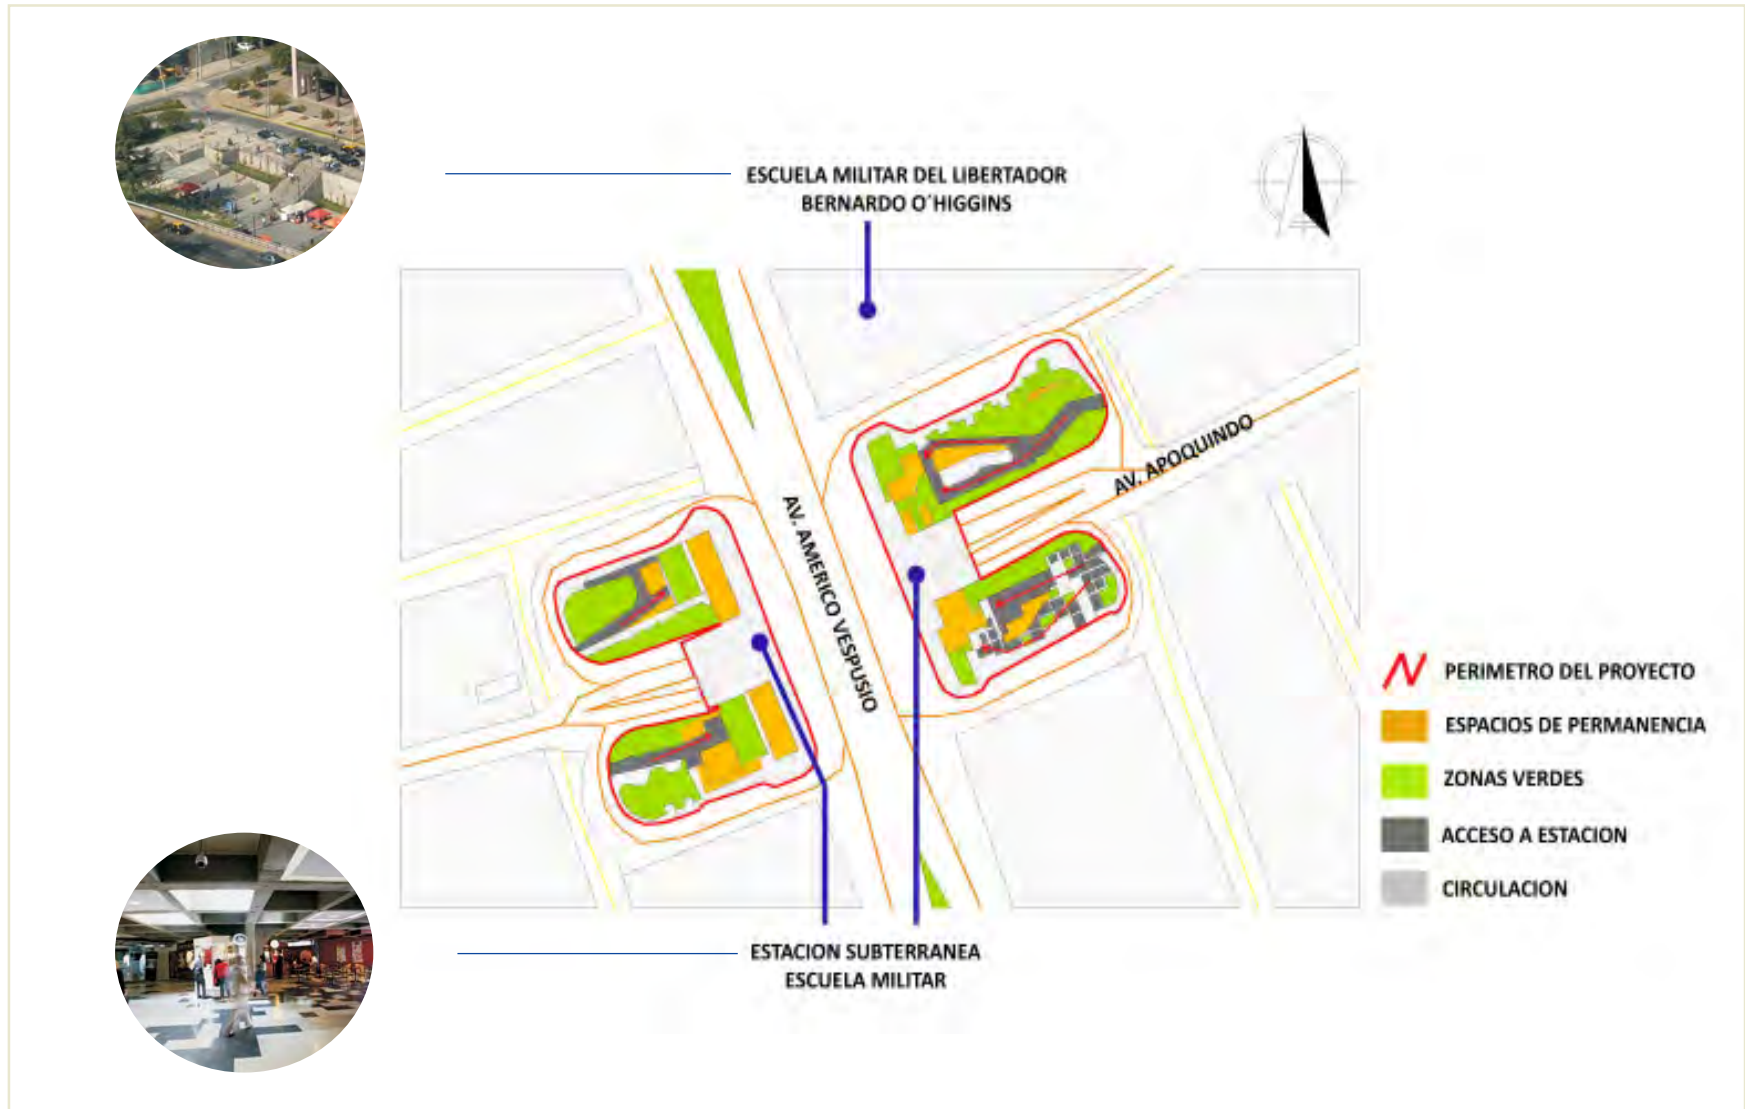 ESCUELA MILITAR DEL LIBERTADOR
BERNARDO O´HIGGINS
AV. APOQUINDO
AV. AMERICO VESPUSIO
PERIMETRO DEL PROYECTO
ESPACIOS DE PERMANENCIA
ZONAS VERDES
ACCESO A ESTACION
CIRCULACION
ESTACION SUBTERRANEA
ESCUELA MILITAR